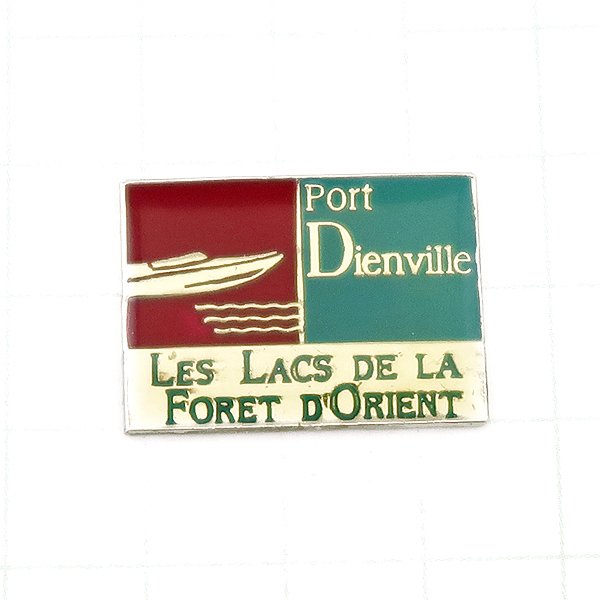 Port
Dienville
LES LACS DE LA
FORET D'ORIENT